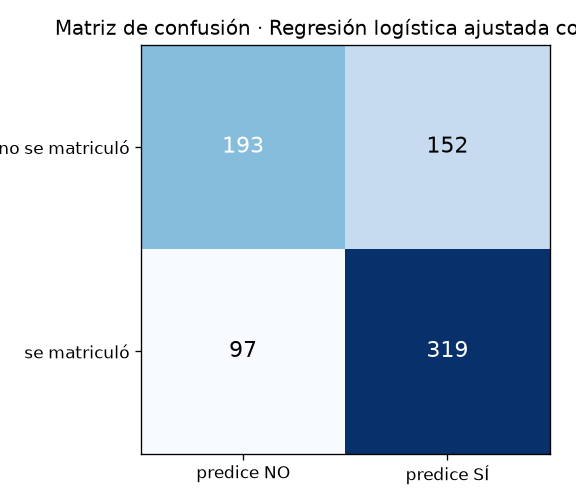 Matriz de confusión · Regresión logística ajustada co
no se matriculó
193
152
se matriculó
97
319
predice NO
predice SÍ